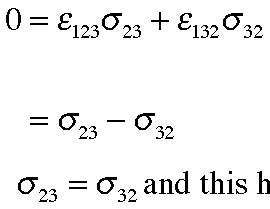 0 = ε₁₂₃σ₂₃ + ε₁₃₂σ₃₂
= σ₂₃ − σ₃₂
σ₂₃ = σ₃₂ and this h